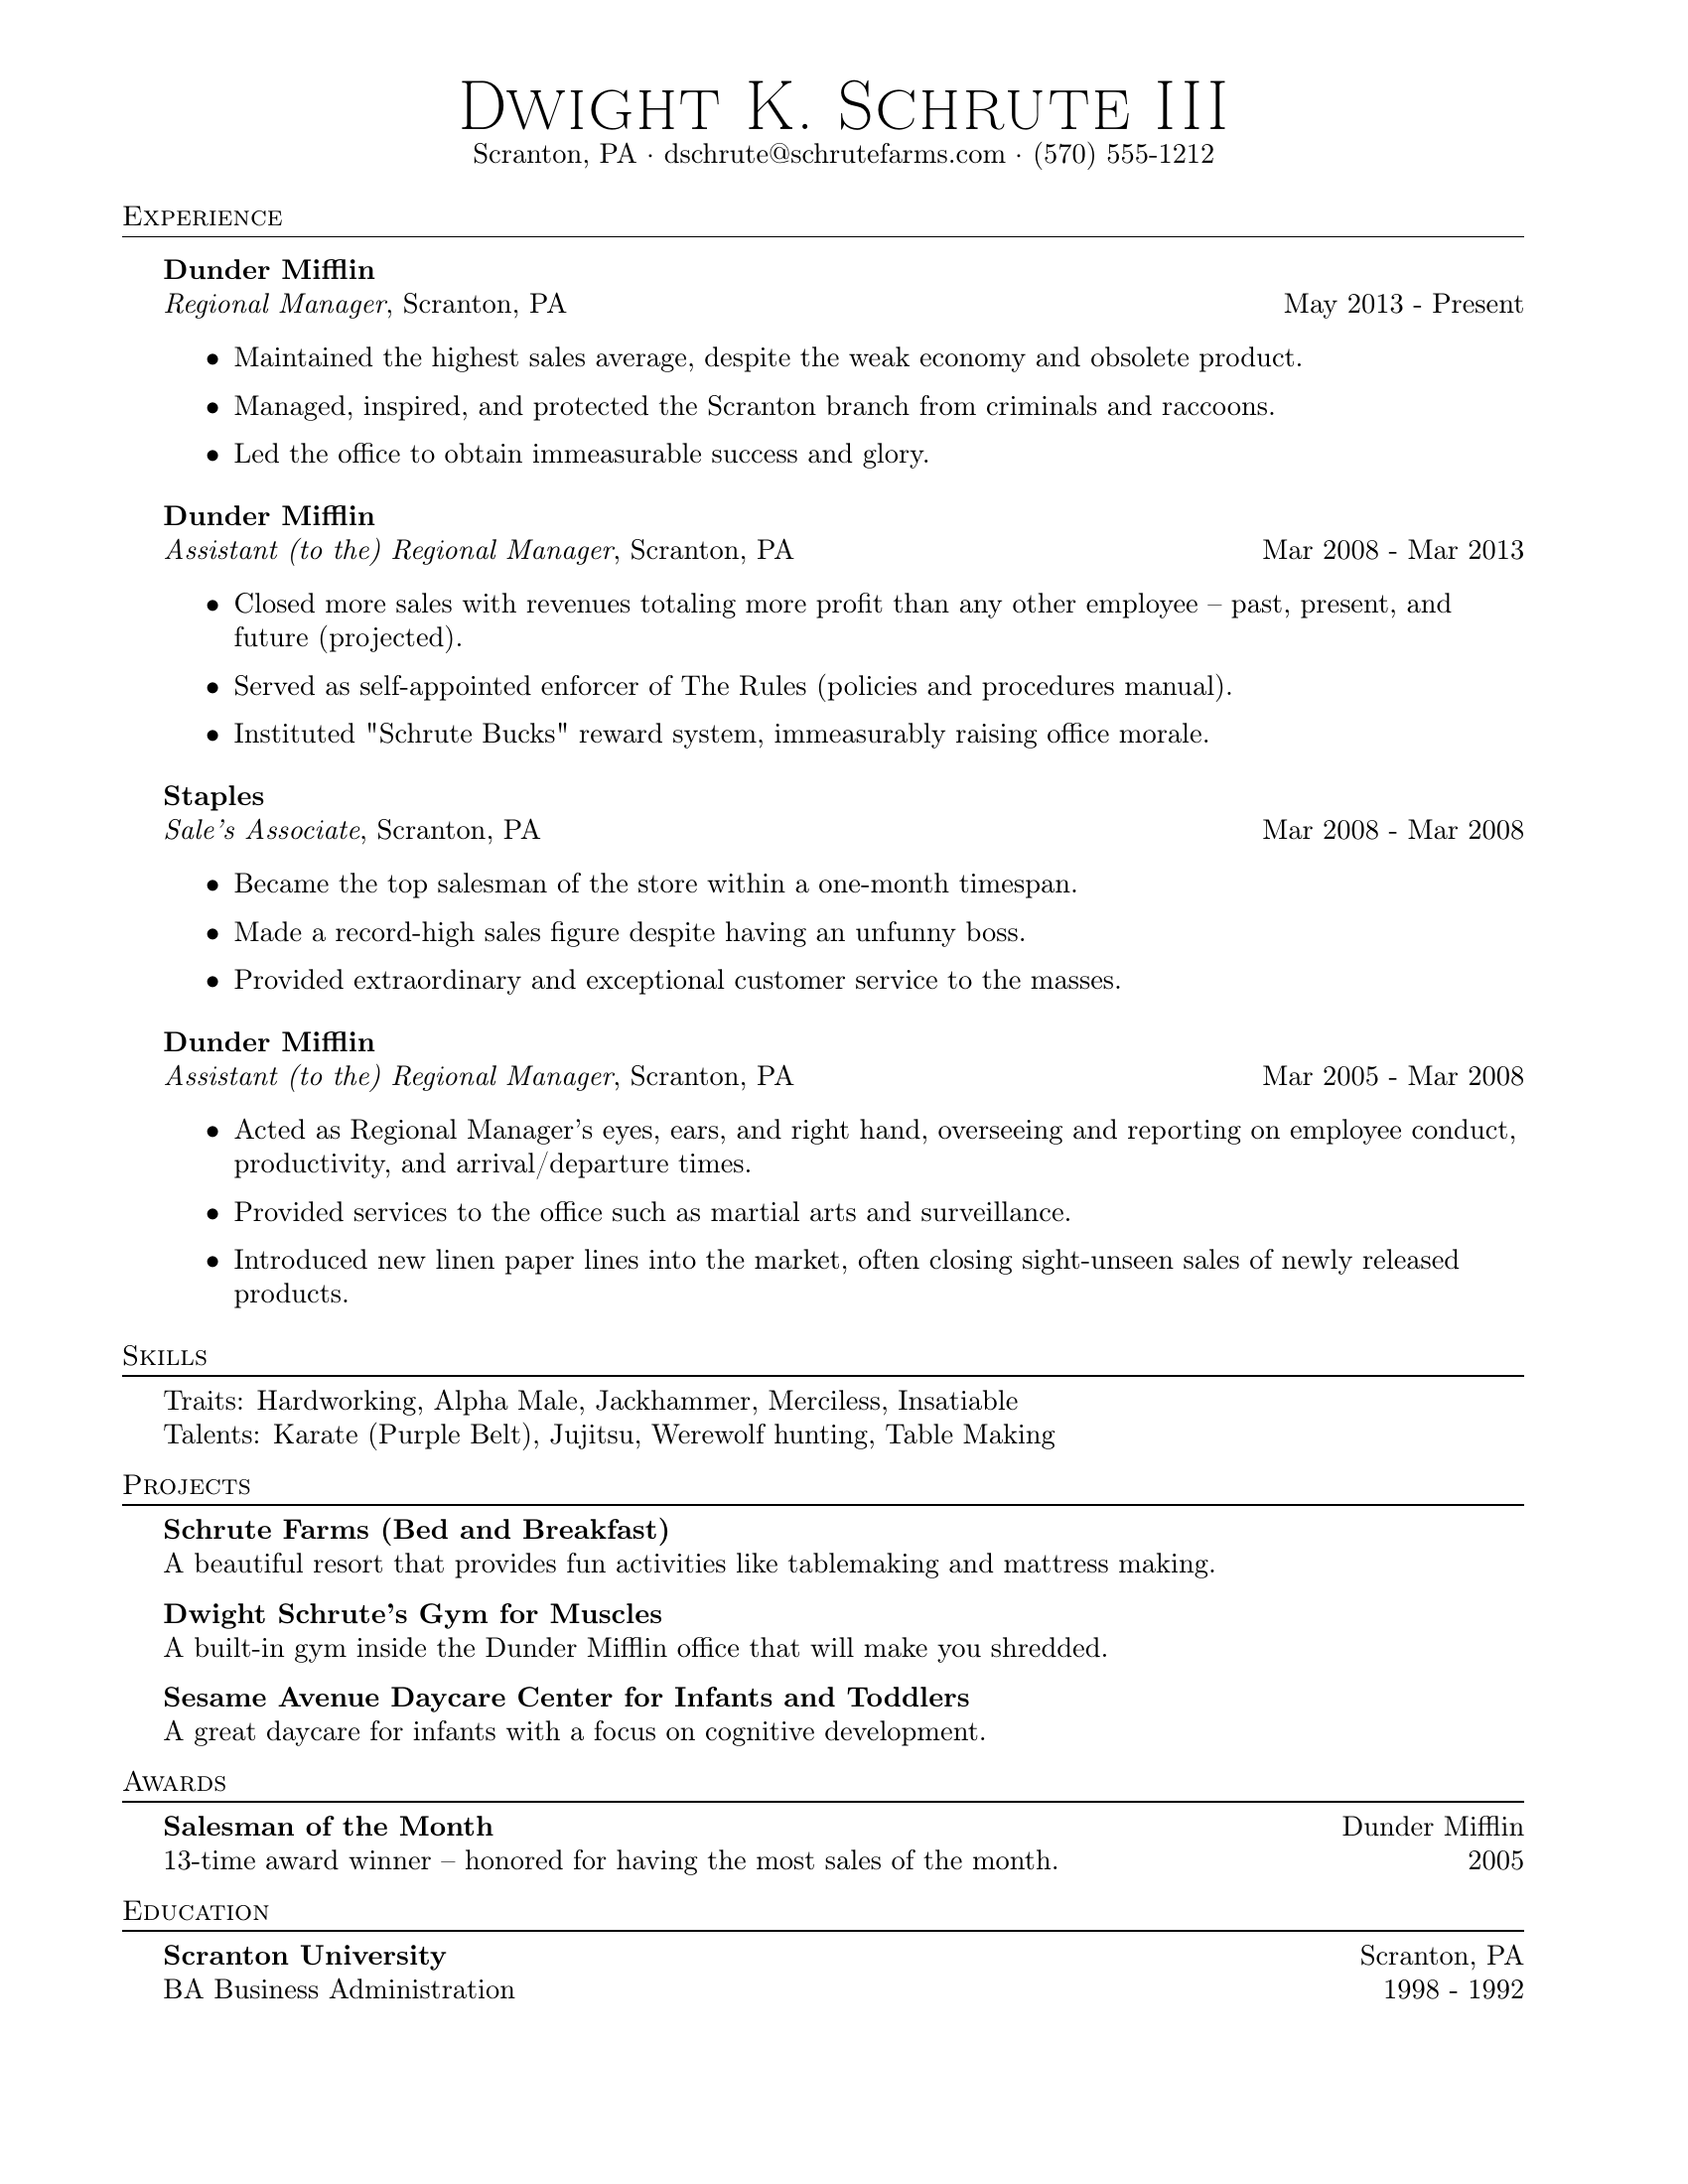 Dwight K. Schrute III
Scranton, PA · dschrute@schrutefarms.com · (570) 555-1212
Experience
Dunder Mifflin
Regional Manager, Scranton, PA May 2013 - Present
• Maintained the highest sales average, despite the weak economy and obsolete product.
• Managed, inspired, and protected the Scranton branch from criminals and raccoons.
• Led the office to obtain immeasurable success and glory.
Dunder Mifflin
Assistant (to the) Regional Manager, Scranton, PA Mar 2008 - Mar 2013
• Closed more sales with revenues totaling more profit than any other employee – past, present, and
future (projected).
• Served as self-appointed enforcer of The Rules (policies and procedures manual).
• Instituted "Schrute Bucks" reward system, immeasurably raising office morale.
Staples
Sale's Associate, Scranton, PA Mar 2008 - Mar 2008
• Became the top salesman of the store within a one-month timespan.
• Made a record-high sales figure despite having an unfunny boss.
• Provided extraordinary and exceptional customer service to the masses.
Dunder Mifflin
Assistant (to the) Regional Manager, Scranton, PA Mar 2005 - Mar 2008
• Acted as Regional Manager's eyes, ears, and right hand, overseeing and reporting on employee conduct,
productivity, and arrival/departure times.
• Provided services to the office such as martial arts and surveillance.
• Introduced new linen paper lines into the market, often closing sight-unseen sales of newly released
products.
Skills
Traits: Hardworking, Alpha Male, Jackhammer, Merciless, Insatiable
Talents: Karate (Purple Belt), Jujitsu, Werewolf hunting, Table Making
Projects
Schrute Farms (Bed and Breakfast)
A beautiful resort that provides fun activities like tablemaking and mattress making.
Dwight Schrute's Gym for Muscles
A built-in gym inside the Dunder Mifflin office that will make you shredded.
Sesame Avenue Daycare Center for Infants and Toddlers
A great daycare for infants with a focus on cognitive development.
Awards
Salesman of the Month Dunder Mifflin
13-time award winner – honored for having the most sales of the month. 2005
Education
Scranton University Scranton, PA
BA Business Administration 1998 - 1992